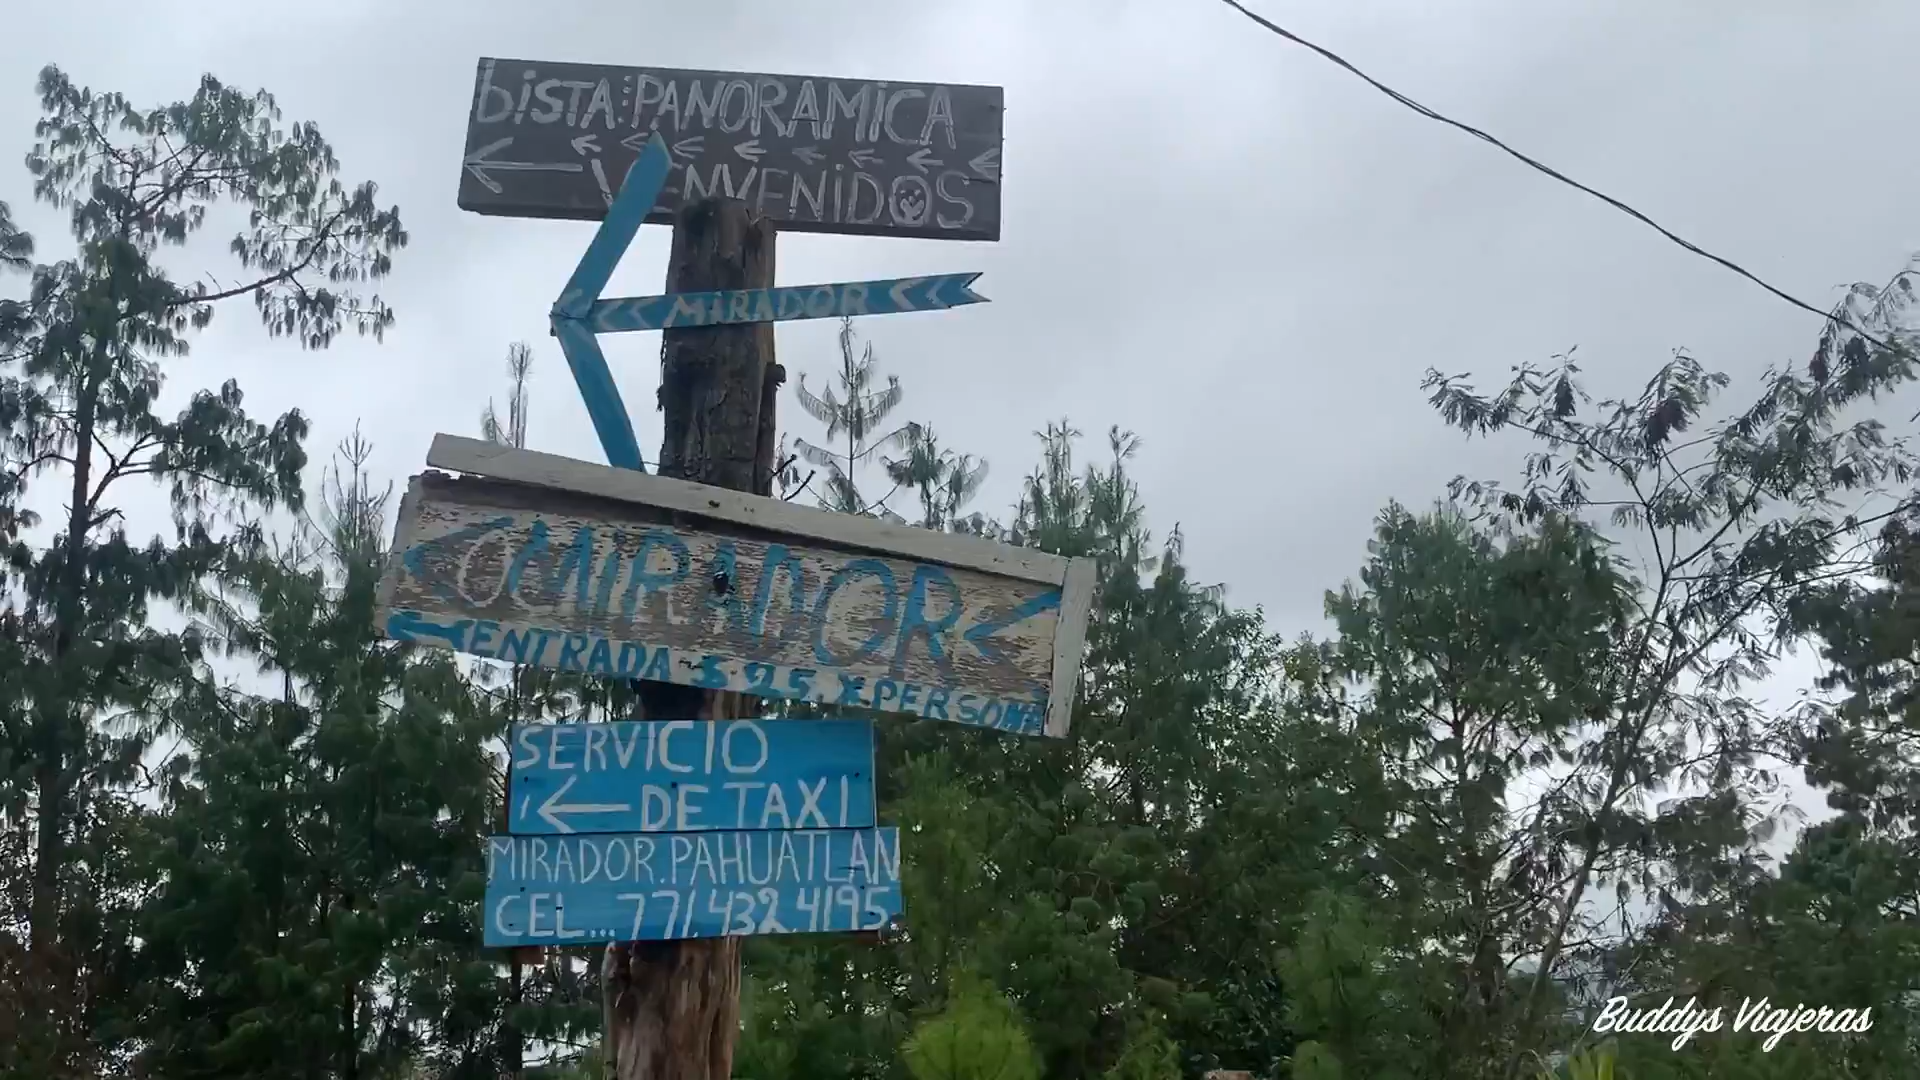 bISTA:PANORAMICA
VENVENIDOS
MIRADOR
MIRADOR
ENTRADA $ 25. X PERSONA
SERVICIO
DE TAXI
MIRADOR.PAHUATLAN
CEL... 771.432.4195
Buddys Viajeras